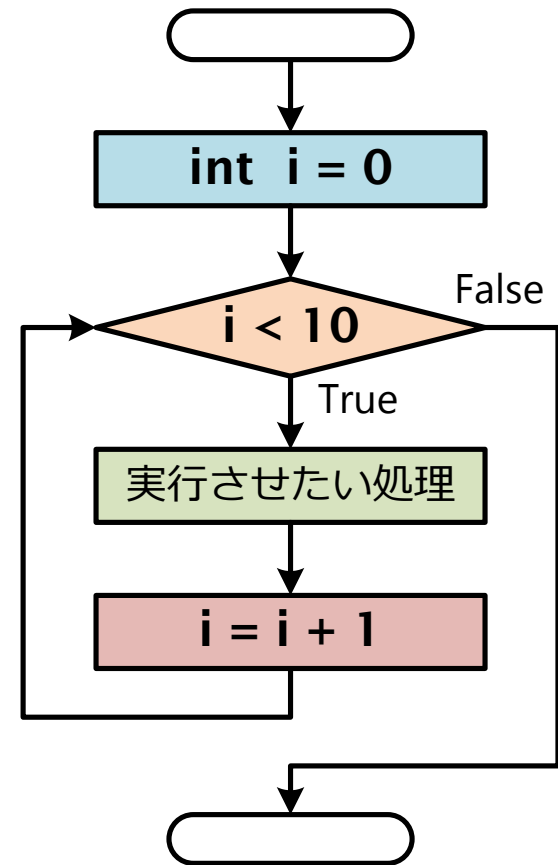 int i = 0
i < 10
False
True
実行させたい処理
i = i + 1